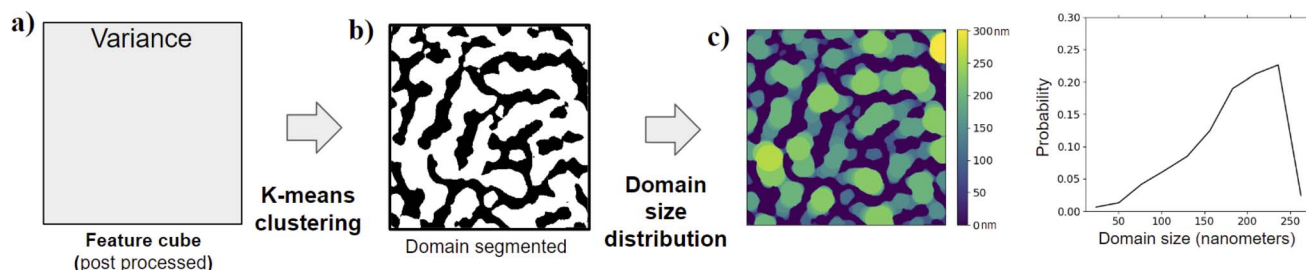 a)
Variance
Feature cube
(post processed)
K-means
clustering
b)
Domain segmented
Domain
size
distribution
c)
300nm
250
200
150
100
50
0nm
Probability
0.30
0.25
0.20
0.15
0.10
0.05
0.00
50
100
150
200
250
Domain size (nanometers)